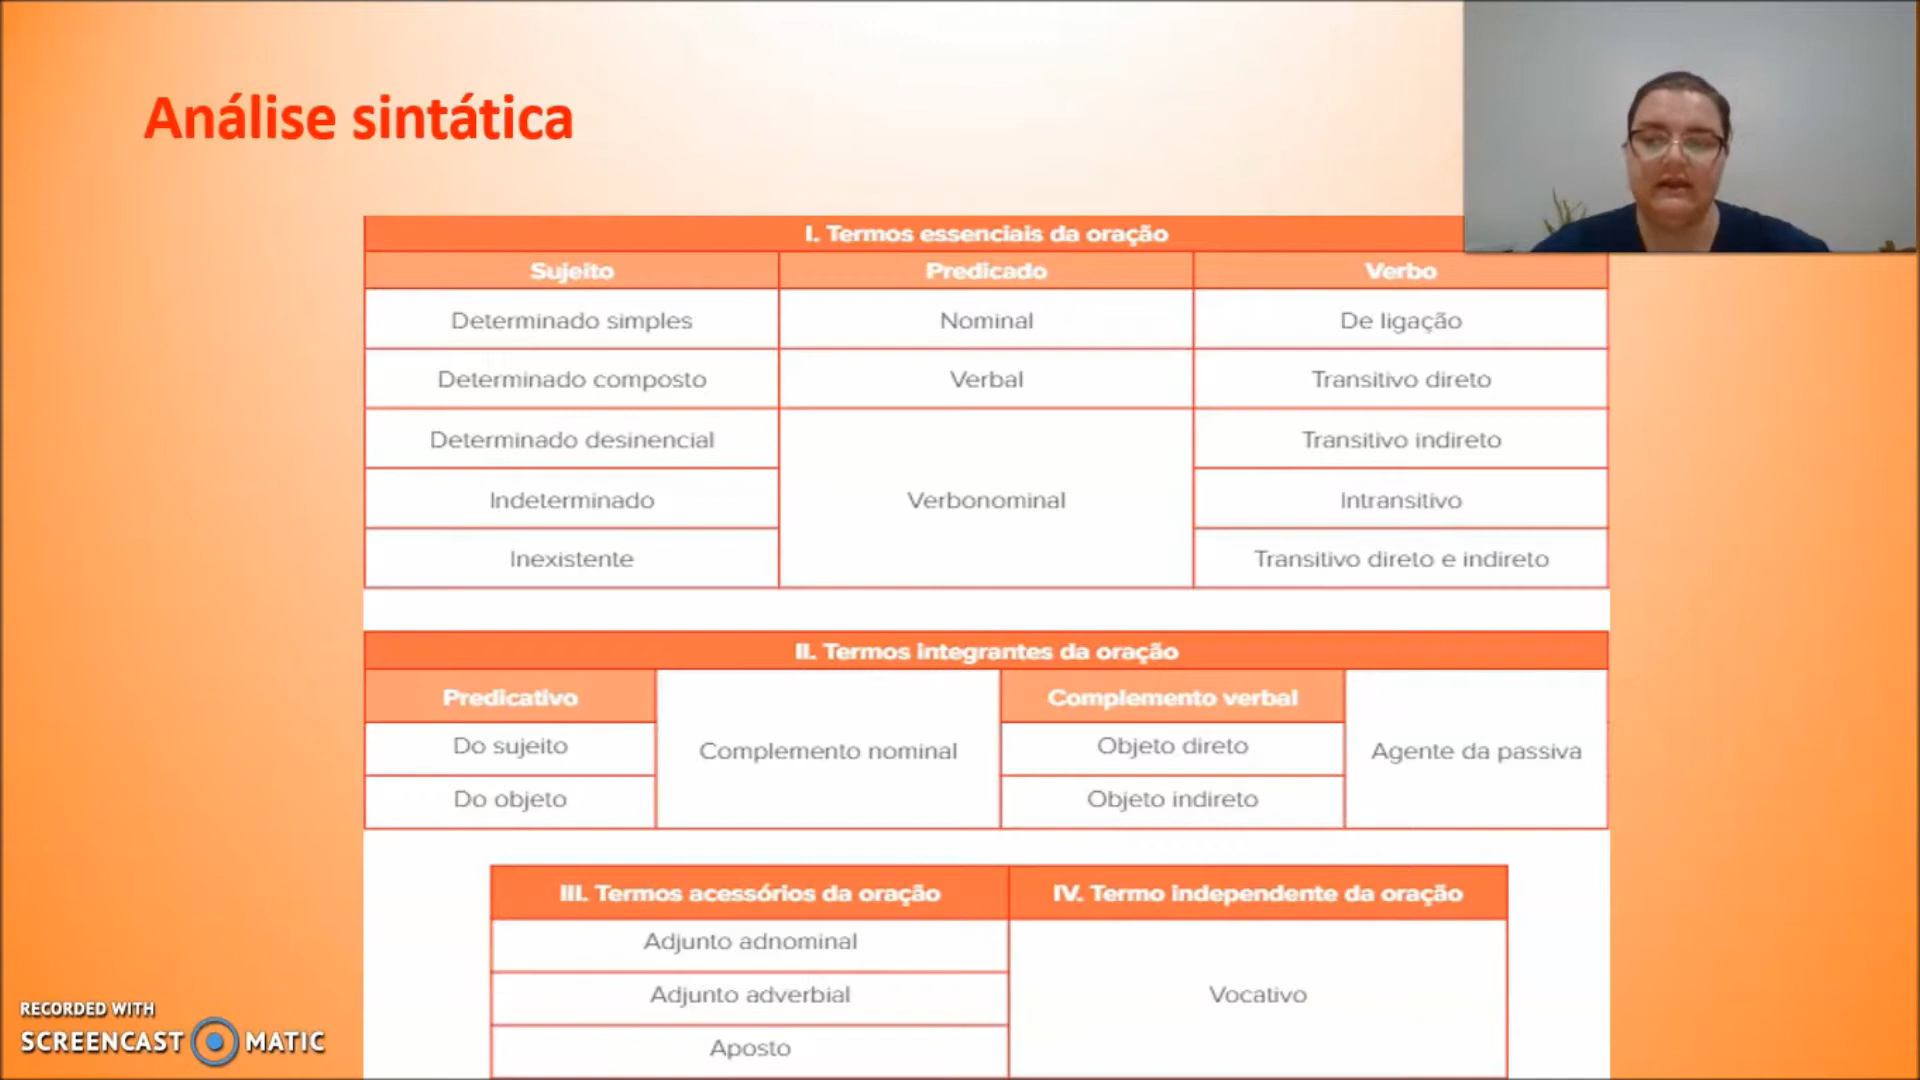 Análise sintática
I. Termos essenciais da oração
Sujeito Predicado Verbo
Determinado simples Nominal De ligação
Determinado composto Verbal Transitivo direto
Determinado desinencial Transitivo indireto
Indeterminado Verbonominal Intransitivo
Inexistente Transitivo direto e indireto
II. Termos integrantes da oração
Predicativo Complemento verbal
Do sujeito Complemento nominal Objeto direto Agente da passiva
Do objeto Objeto indireto
III. Termos acessórios da oração IV. Termo independente da oração
Adjunto adnominal
Adjunto adverbial Vocativo
Aposto
RECORDED WITH
SCREENCAST MATIC